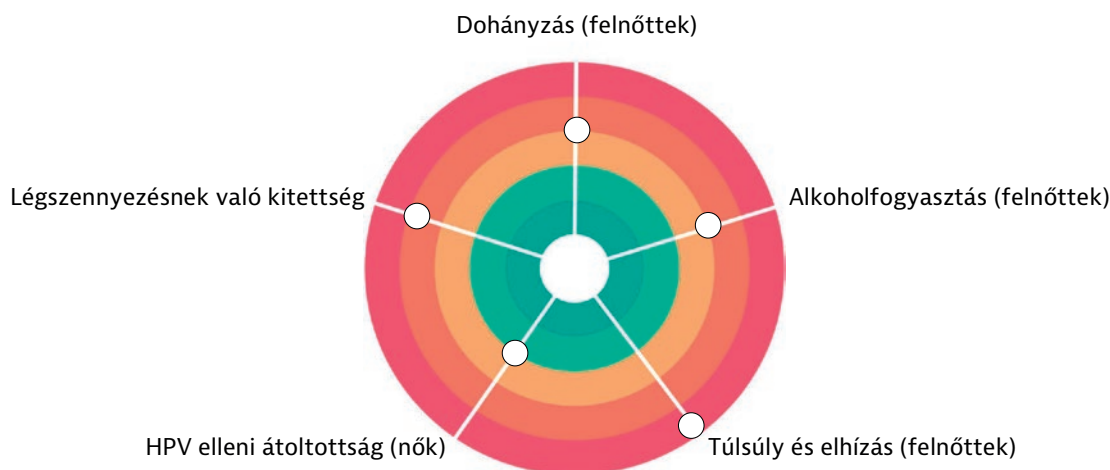 Dohányzás (felnőttek)
Légszennyezésnek való kitettség
Alkoholfogyasztás (felnőttek)
HPV elleni átoltottság (nők)
Túlsúly és elhízás (felnőttek)